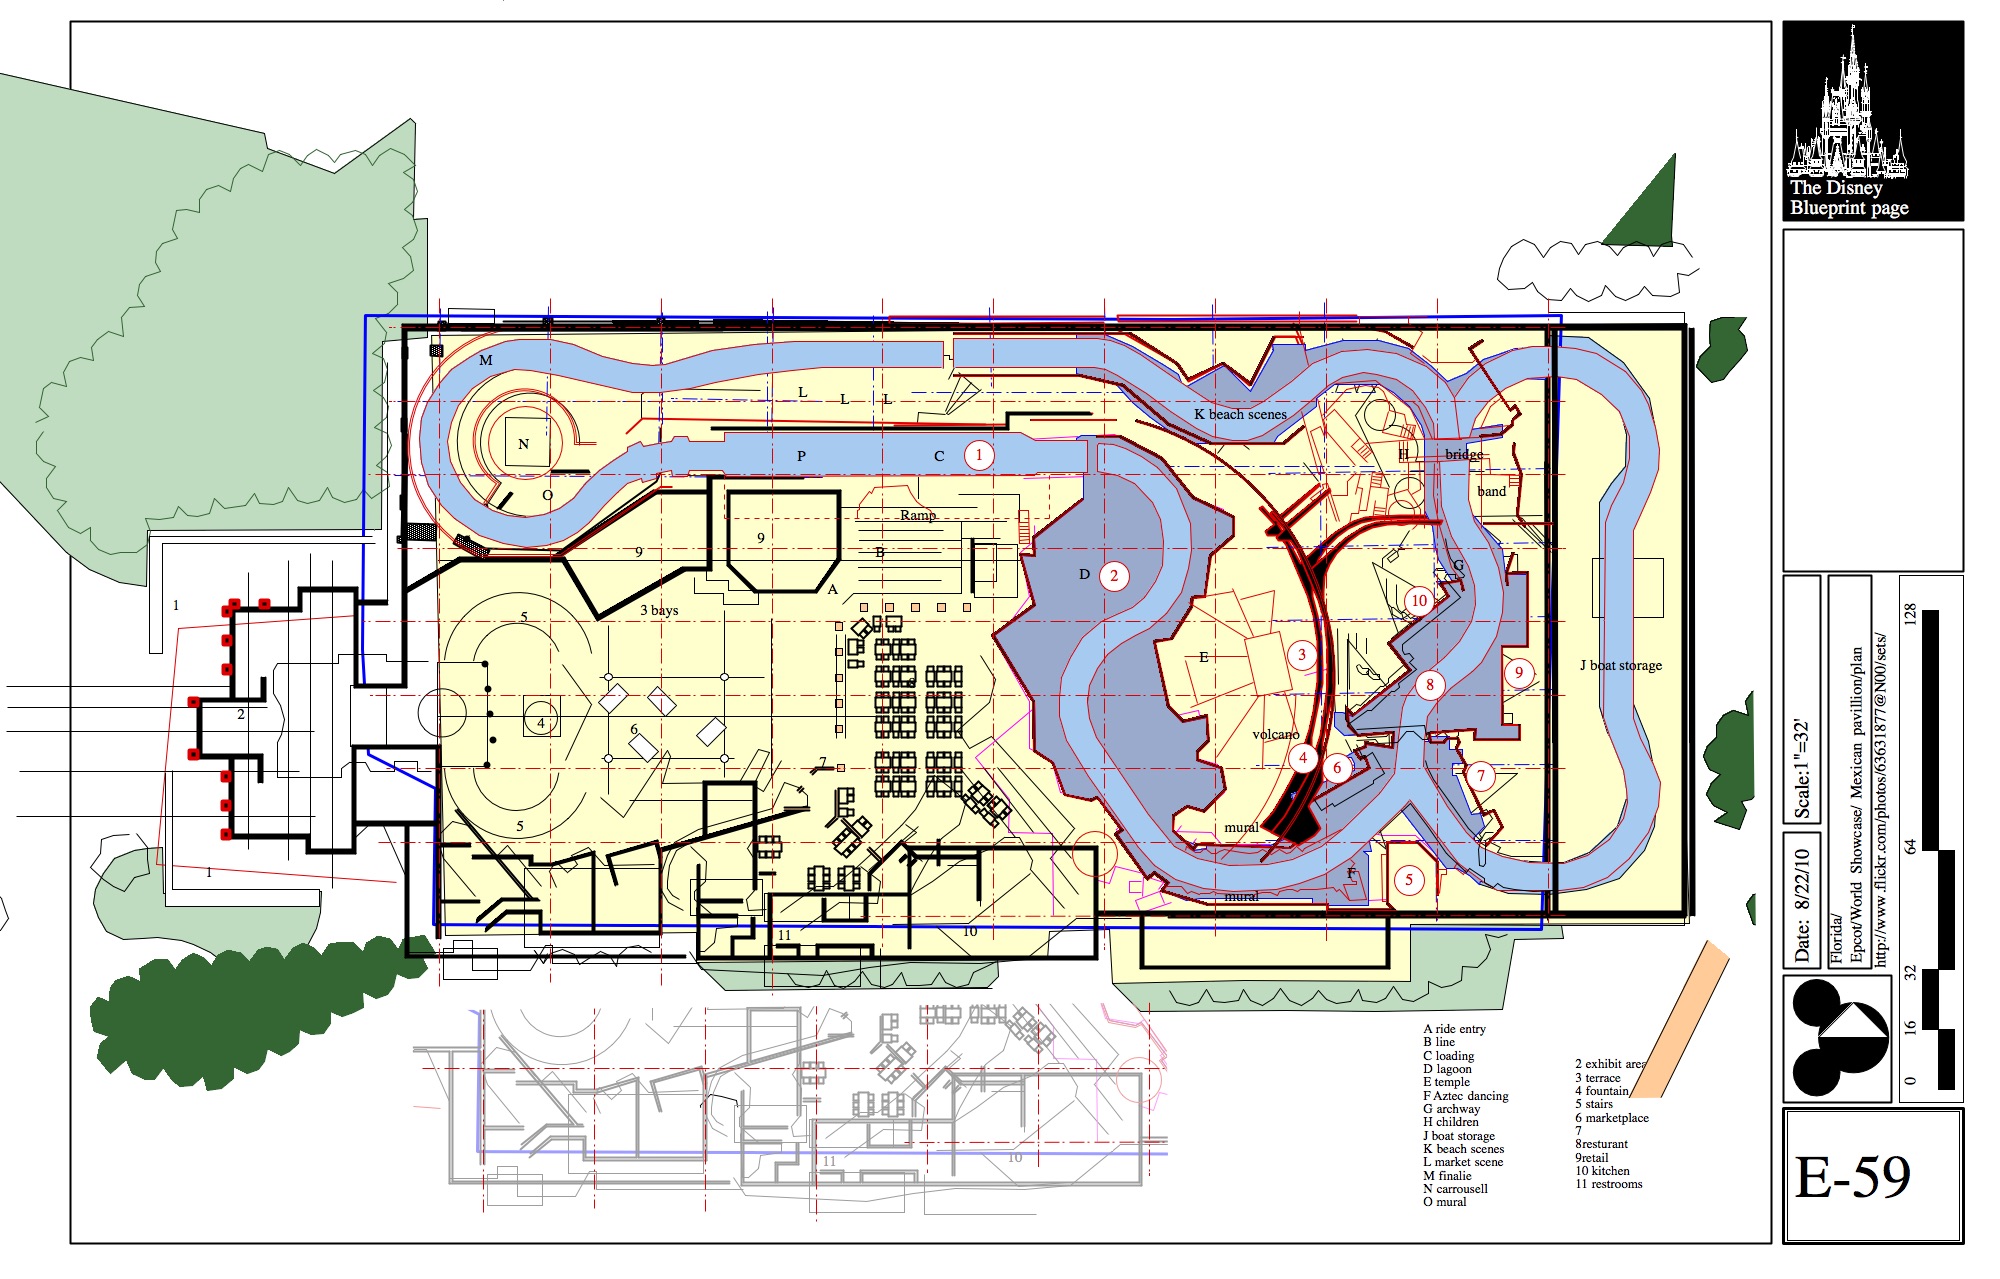 The Disney
Blueprint page
M
L
L
L
K beach scenes
N
P
C
1
H
bridge
O
band
Ramp
9
9
B
G
D
2
A
10
1
5
3 bays
E
3
J boat storage
8
9
8
2
4
6
volcano
7
4
6
7
5
mural
1
F
5
mural
11
10
11
10
A ride entry
B line
C loading
D lagoon
E temple
F Aztec dancing
G archway
H children
J boat storage
K beach scenes
L market scene
M finalie
N carrousell
O mural
2 exhibit area
3 terrace
4 fountain
5 stairs
6 marketplace
7
8resturant
9retail
10 kitchen
11 restrooms
Scale:1"=32'
Date: 8/22/10
Florida/
Epcot/World Showcase/ Mexican pavillion/plan
http://www.flickr.com/photos/63631877@N00/sets/
128
64
32
16
0
E-59